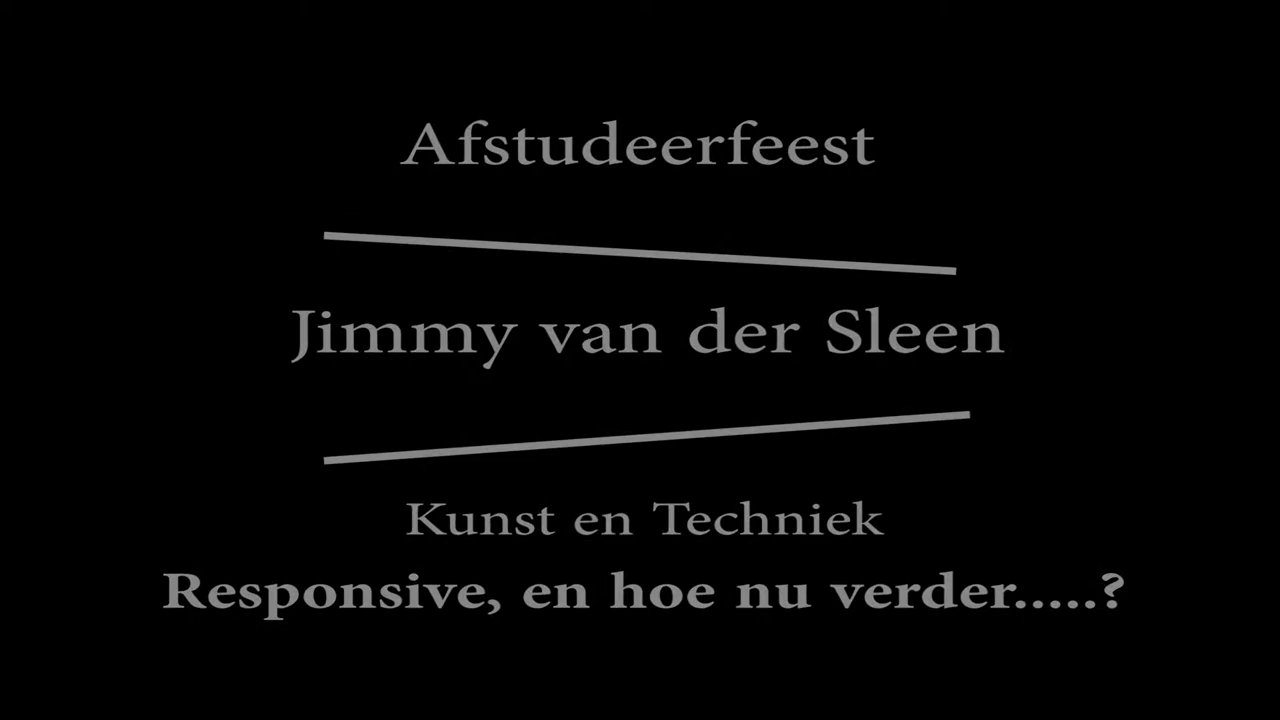 Afstudeerfeest
Jimmy van der Sleen
Kunst en Techniek
Responsive, en hoe nu verder.....?